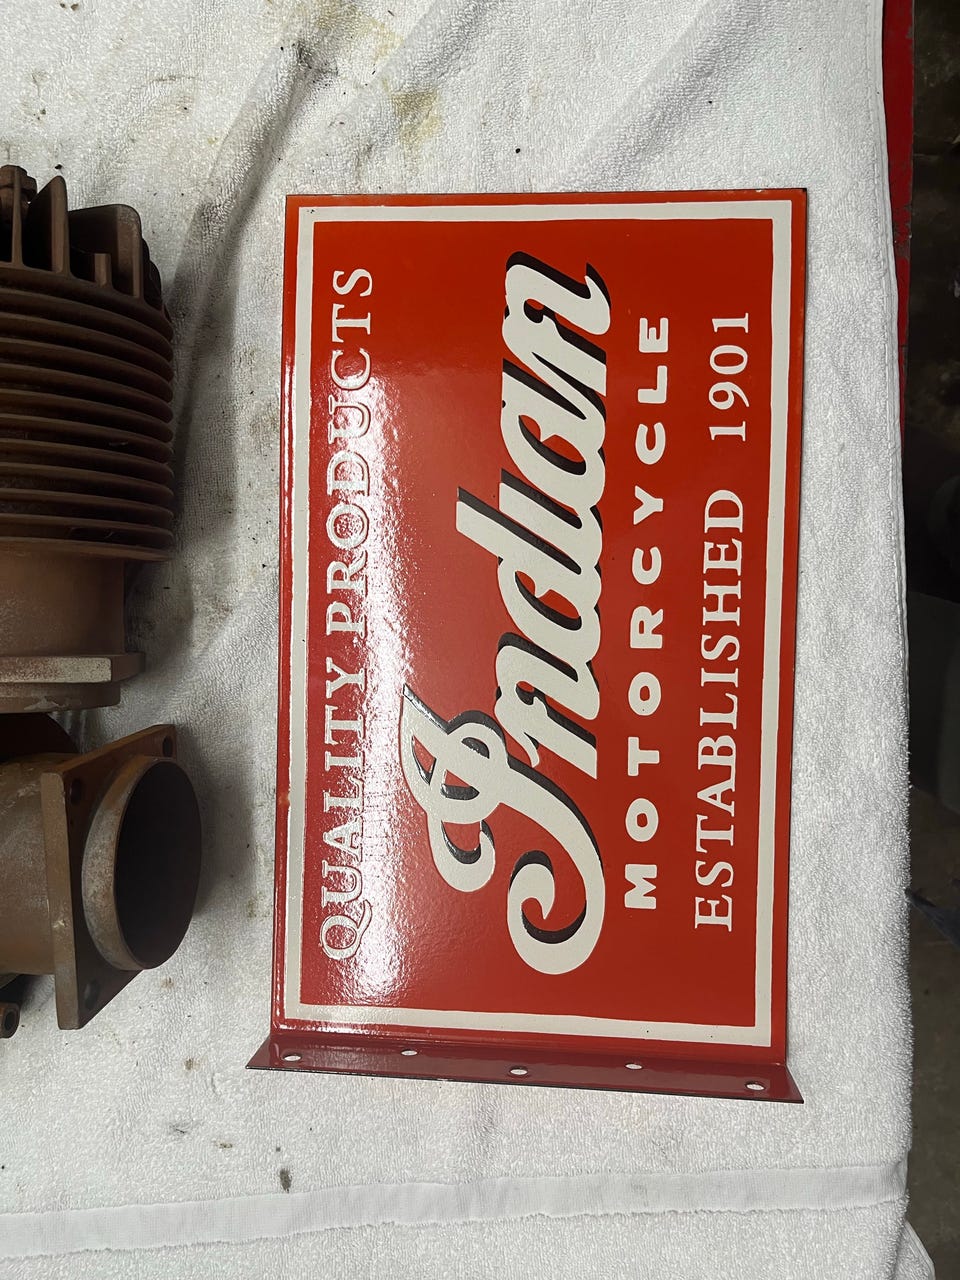 QUALITY PRODUCTS
Indian
MOTORCYCLE
ESTABLISHED 1901